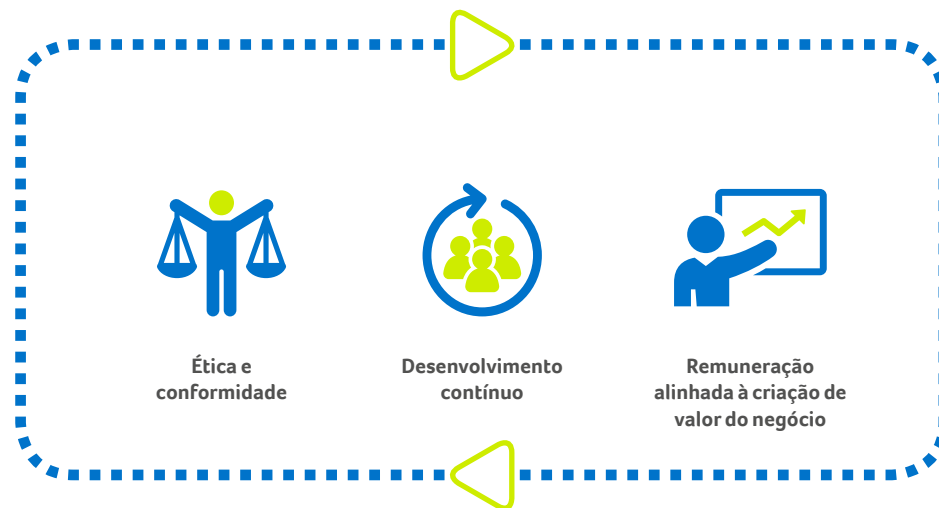 Ética e
conformidade
Desenvolvimento
contínuo
Remuneração
alinhada à criação de
valor do negócio